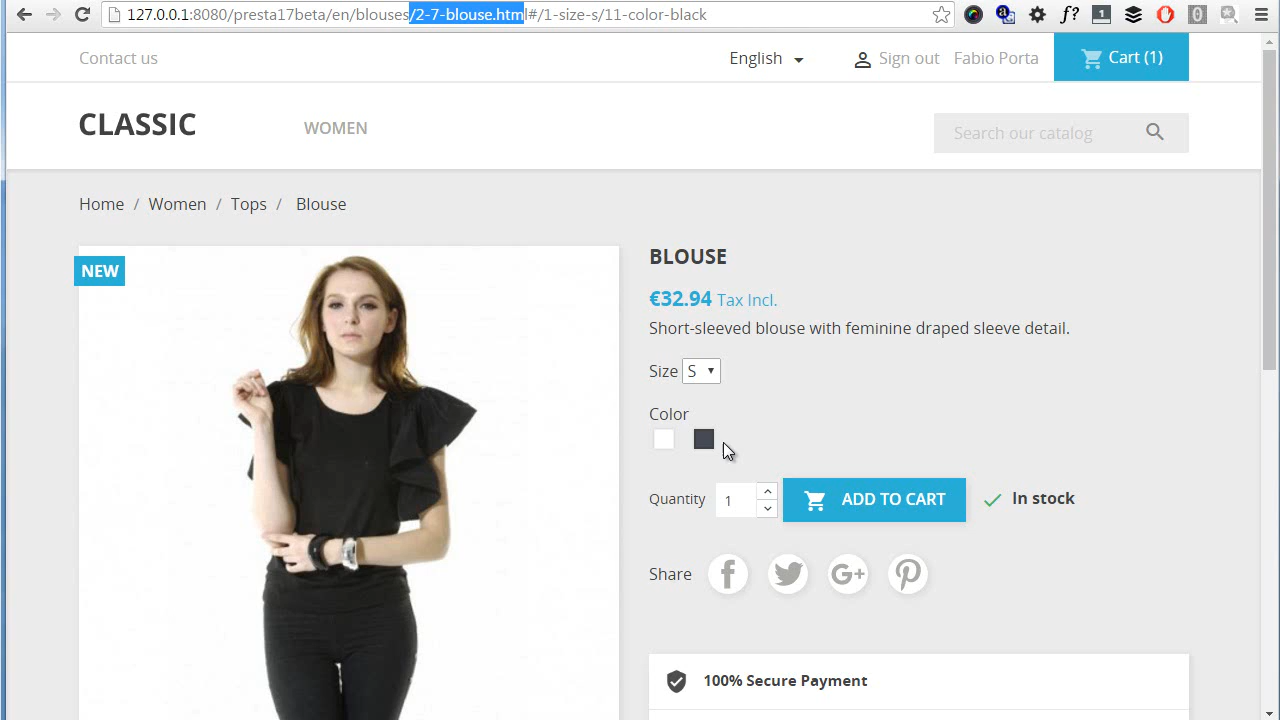 127.0.0.1:8080/presta17beta/en/blouses/2-7-blouse.html#/1-size-s/11-color-black
Contact us
English
Sign out
Fabio Porta
Cart (1)
CLASSIC
WOMEN
Search our catalog
Home / Women / Tops / Blouse
NEW
BLOUSE
€32.94 Tax Incl.
Short-sleeved blouse with feminine draped sleeve detail.
Size S
Color
Quantity 1
ADD TO CART
In stock
Share
100% Secure Payment